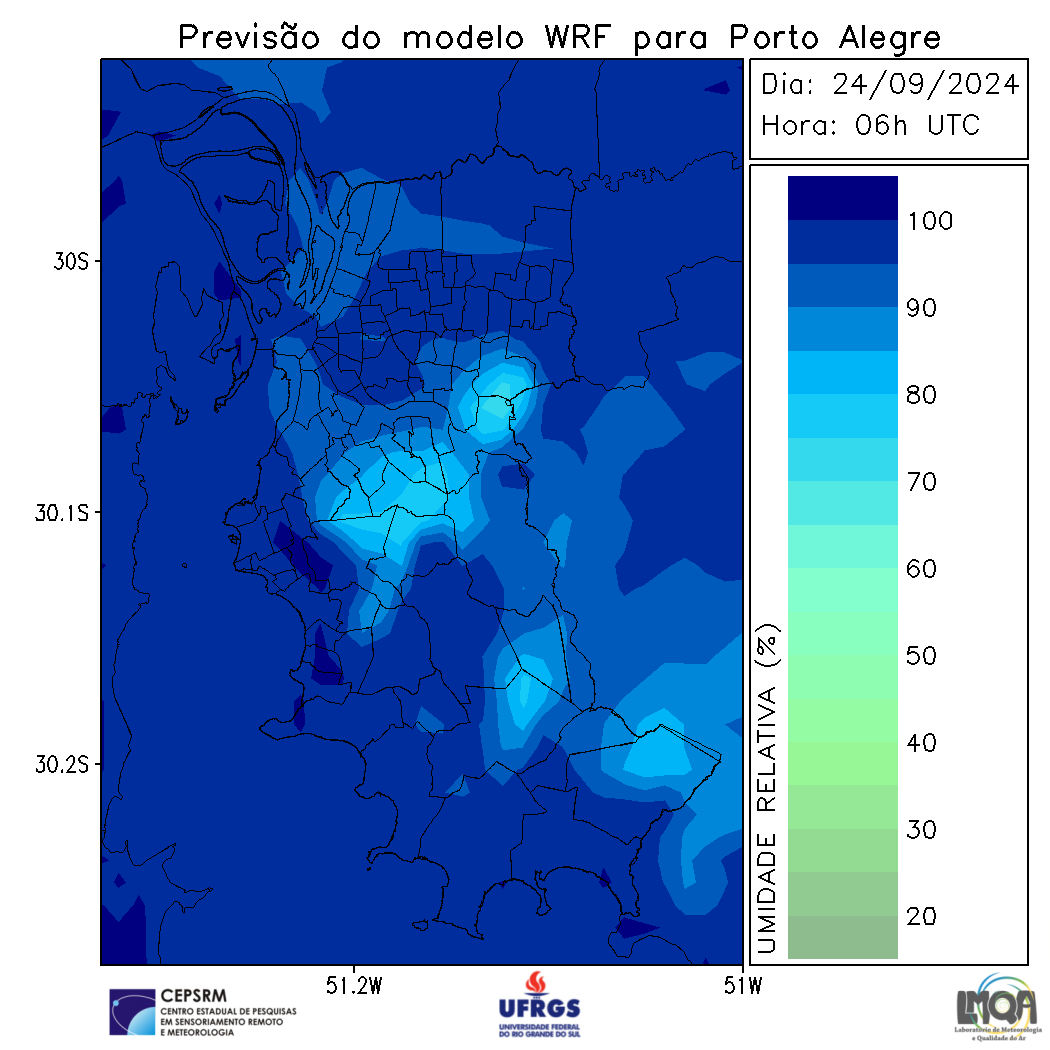 Previsão do modelo WRF para Porto Alegre
Dia: 24/09/2024
Hora: 06h UTC
100
90
80
70
60
50
40
30
20
UMIDADE RELATIVA (%)
30S
30.1S
30.2S
51.2W
51W
CEPSRM
CENTRO ESTADUAL DE PESQUISAS
EM SENSORIAMENTO REMOTO
E METEOROLOGIA
UFRGS
UNIVERSIDADE FEDERAL
DO RIO GRANDE DO SUL
LMQA
Laboratório de Meteorologia
e Qualidade do Ar